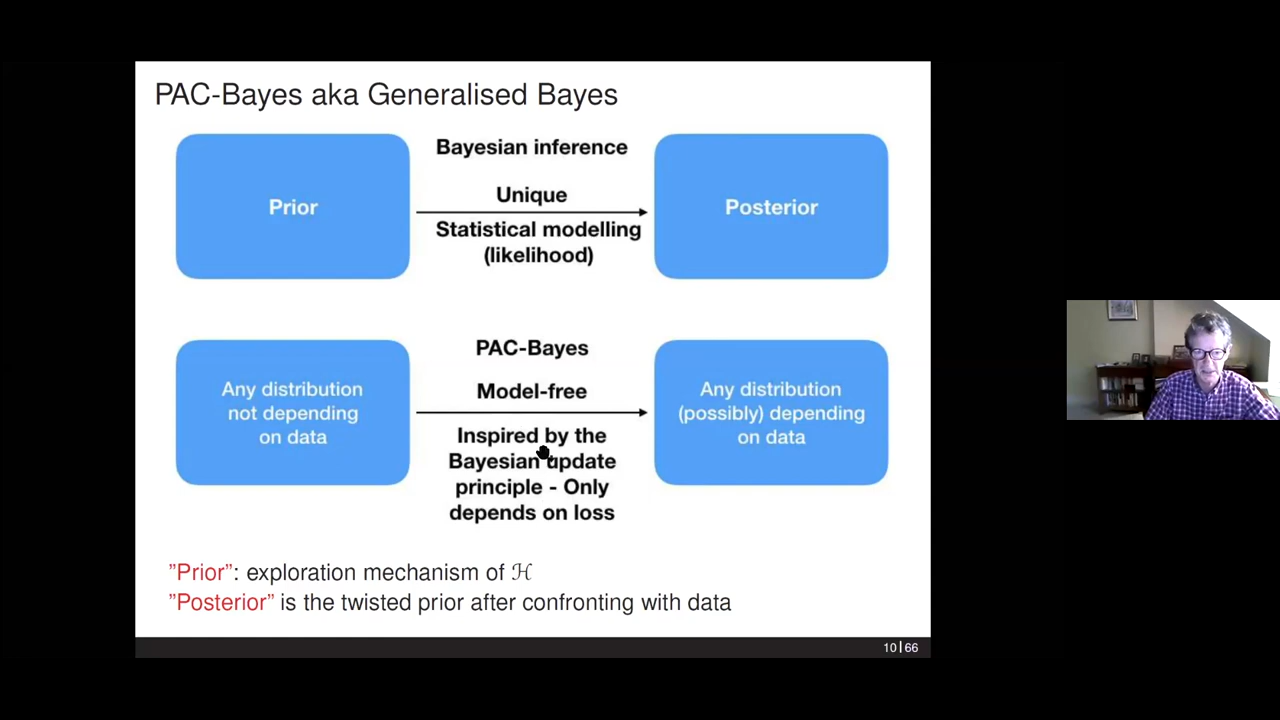 PAC-Bayes aka Generalised Bayes
Bayesian inference
Prior
Unique
Statistical modelling
(likelihood)
Posterior
PAC-Bayes
Any distribution
not depending
on data
Model-free
Inspired by the
Bayesian update
principle - Only
depends on loss
Any distribution
(possibly) depending
on data
”Prior”: exploration mechanism of ℋ
”Posterior” is the twisted prior after confronting with data
10|66